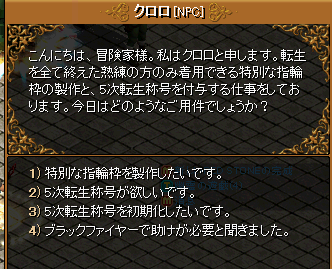 クロロ[NPC]
こんにちは、冒険家様。私はクロロと申します。転生
を全て終えた熟練の方のみ着用できる特別な指輪
枠の製作と、5次転生称号を付与する仕事をしてお
ります。今日はどのようなご用件でしょうか？
1) 特別な指輪枠を製作したいです。
2) 5次転生称号が欲しいです。
3) 5次転生称号を初期化したいです。
4) ブラックファイヤーで助けが必要と聞きました。